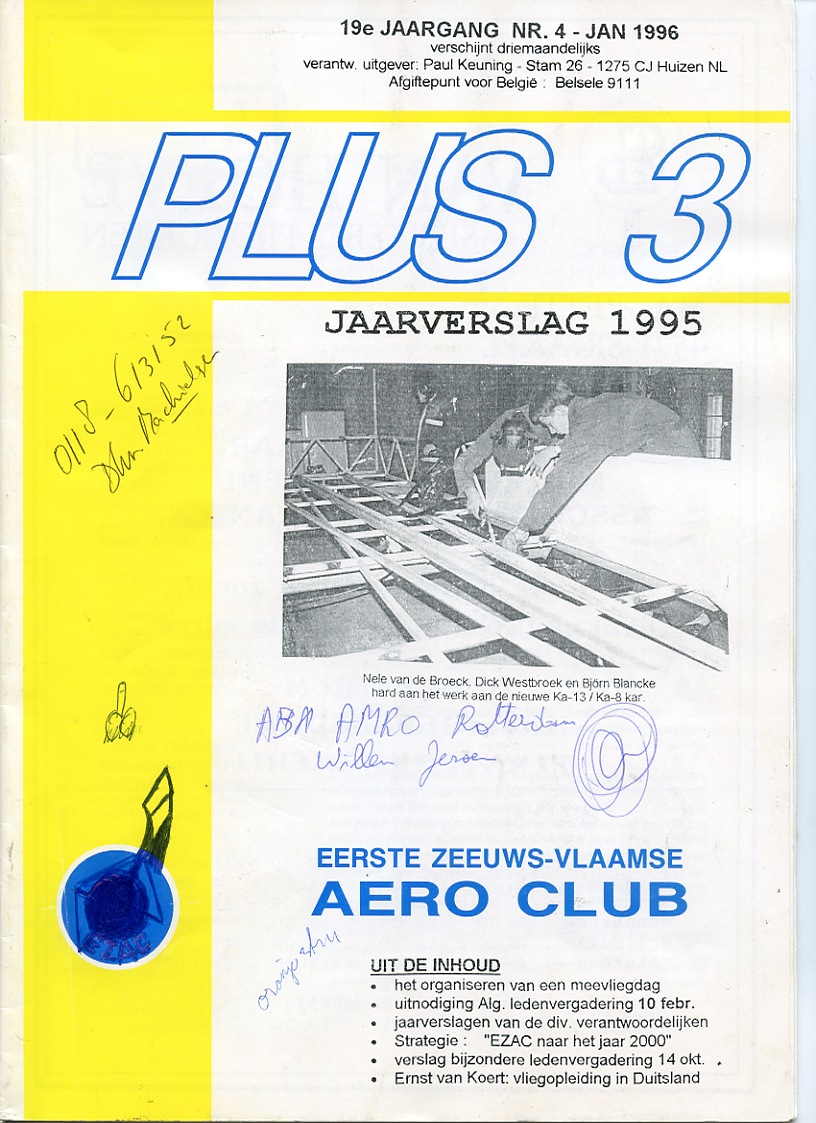 19e JAARGANG NR. 4 - JAN 1996
verschijnt driemaandelijks
verantw. uitgever: Paul Keuning - Stam 26 - 1275 CJ Huizen NL
Afgiftepunt voor België : Belsele 9111
PLUS 3
JAARVERSLAG 1995
0118 - 613152
Dhr.
Nele van de Broeck, Dick Westbroek en Björn Blancke
hard aan het werk aan de nieuwe Ka-13 / Ka-8 kar.
ABN AMRO Rotterdam
Willem Jeroen
EERSTE ZEEUWS-VLAAMSE
AERO CLUB
EZAC
UIT DE INHOUD
• het organiseren van een meevliegdag
• uitnodiging Alg. ledenvergadering 10 febr.
• jaarverslagen van de div. verantwoordelijken
• Strategie : "EZAC naar het jaar 2000"
• verslag bijzondere ledenvergadering 14 okt.
• Ernst van Koert: vliegopleiding in Duitsland